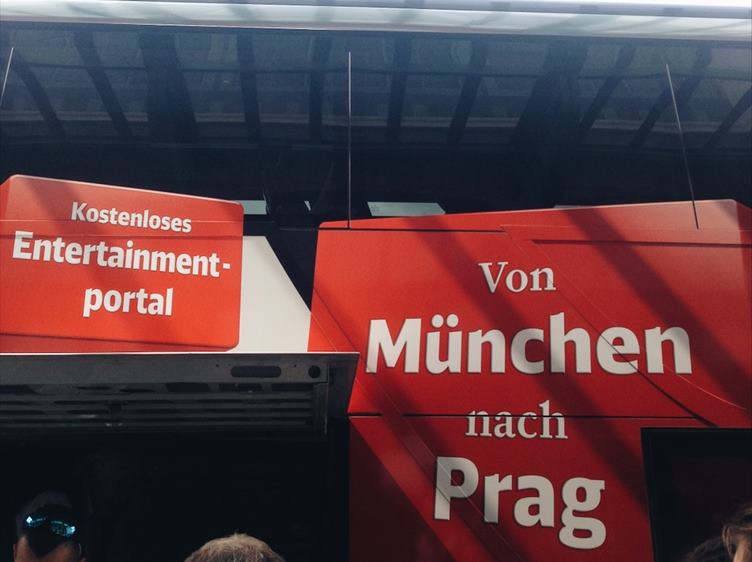 Kostenloses
Entertainment-
portal
Von
München
nach
Prag